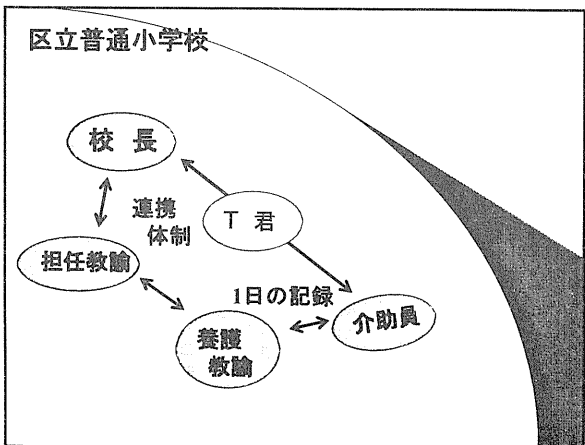 区立普通小学校
校長
連携
体制
T君
担任教諭
1日の記録
介助員
養護
教諭